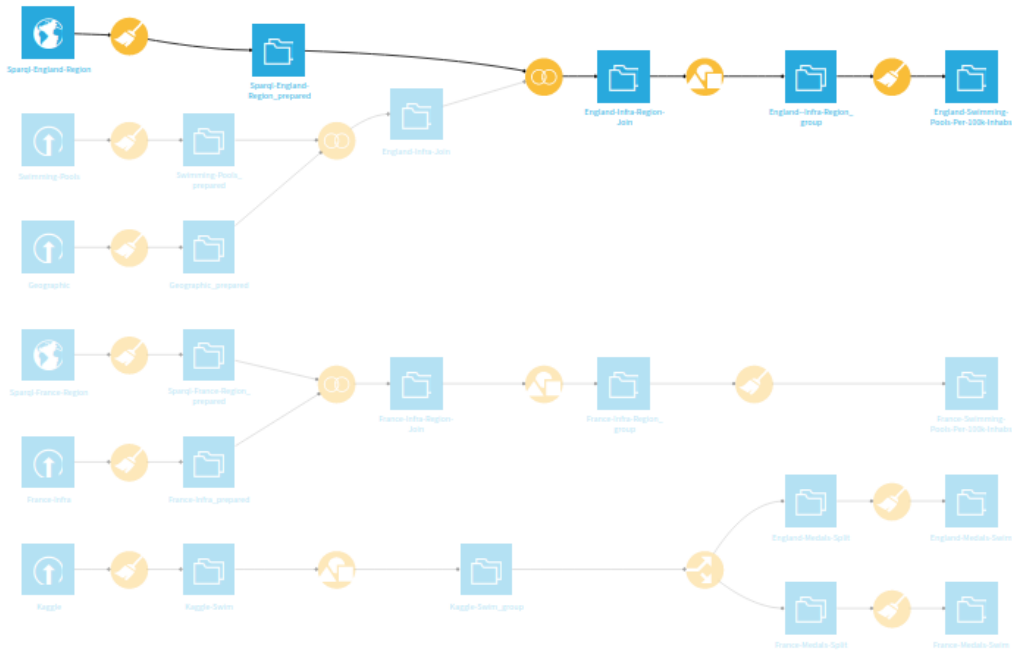 Sparql-England-Region
Sparql-England-
Region_prepared
England-Infra-Region-
Join
England--Infra-Region_
group
England-Swimming-
Pools-Per-100k-Inhabs
England-Infra-Join
Swimming-Pools
Swimming-Pools_
prepared
Geographic
Geographic_prepared
Sparql-France-Region
Sparql-France-Region_
prepared
France-Infra-Region-
Join
France-Infra-Region_
group
France-Swimming-
Pools-Per-100k-Inhabs
France-Infra
France-Infra_prepared
England-Medals-Split
England-Medals-Swim
Kaggle
Kaggle-Swim
Kaggle-Swim_group
France-Medals-Split
France-Medals-Swim